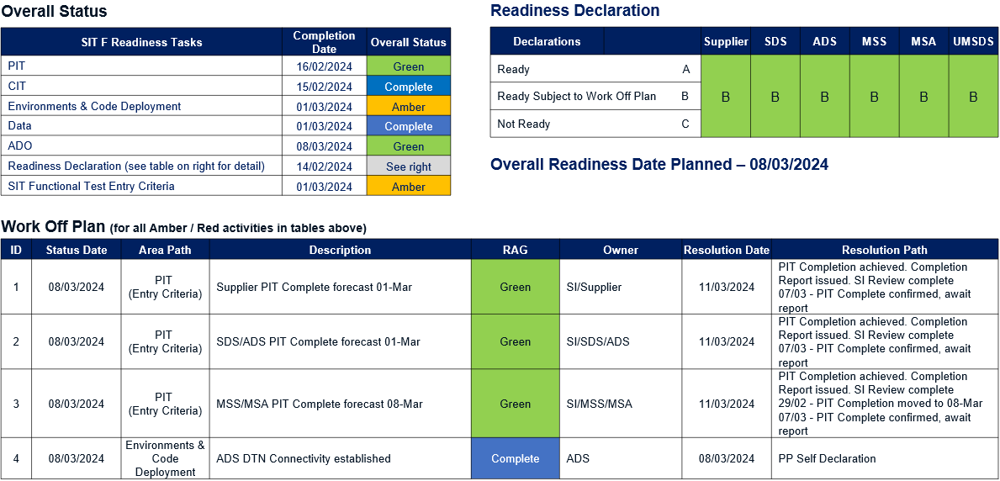 Overall Status
SIT F Readiness Tasks Completion Date Overall Status
PIT 16/02/2024 Green
CIT 15/02/2024 Complete
Environments & Code Deployment 01/03/2024 Amber
Data 01/03/2024 Complete
ADO 08/03/2024 Green
Readiness Declaration (see table on right for detail) 14/02/2024 See right
SIT Functional Test Entry Criteria 01/03/2024 Amber
Readiness Declaration
Declarations Supplier SDS ADS MSS MSA UMSDS
Ready A
Ready Subject to Work Off Plan B B B B B B B
Not Ready C
Overall Readiness Date Planned – 08/03/2024
Work Off Plan (for all Amber / Red activities in tables above)
ID Status Date Area Path Description RAG Owner Resolution Date Resolution Path
1 08/03/2024 PIT
(Entry Criteria) Supplier PIT Complete forecast 01-Mar Green SI/Supplier 11/03/2024 PIT Completion achieved. Completion
Report issued. SI Review complete
07/03 - PIT Complete confirmed, await
report
2 08/03/2024 PIT
(Entry Criteria) SDS/ADS PIT Complete forecast 01-Mar Green SI/SDS/ADS 11/03/2024 PIT Completion achieved. Completion
Report issued. SI Review complete
07/03 - PIT Complete confirmed, await
report
3 08/03/2024 PIT
(Entry Criteria) MSS/MSA PIT Complete forecast 08-Mar Green SI/MSS/MSA 11/03/2024 PIT Completion achieved. Completion
Report issued. SI Review complete
29/02 - PIT Completion moved to 08-Mar
07/03 - PIT Complete confirmed, await
report
4 08/03/2024 Environments &
Code
Deployment ADS DTN Connectivity established Complete ADS 08/03/2024 PP Self Declaration